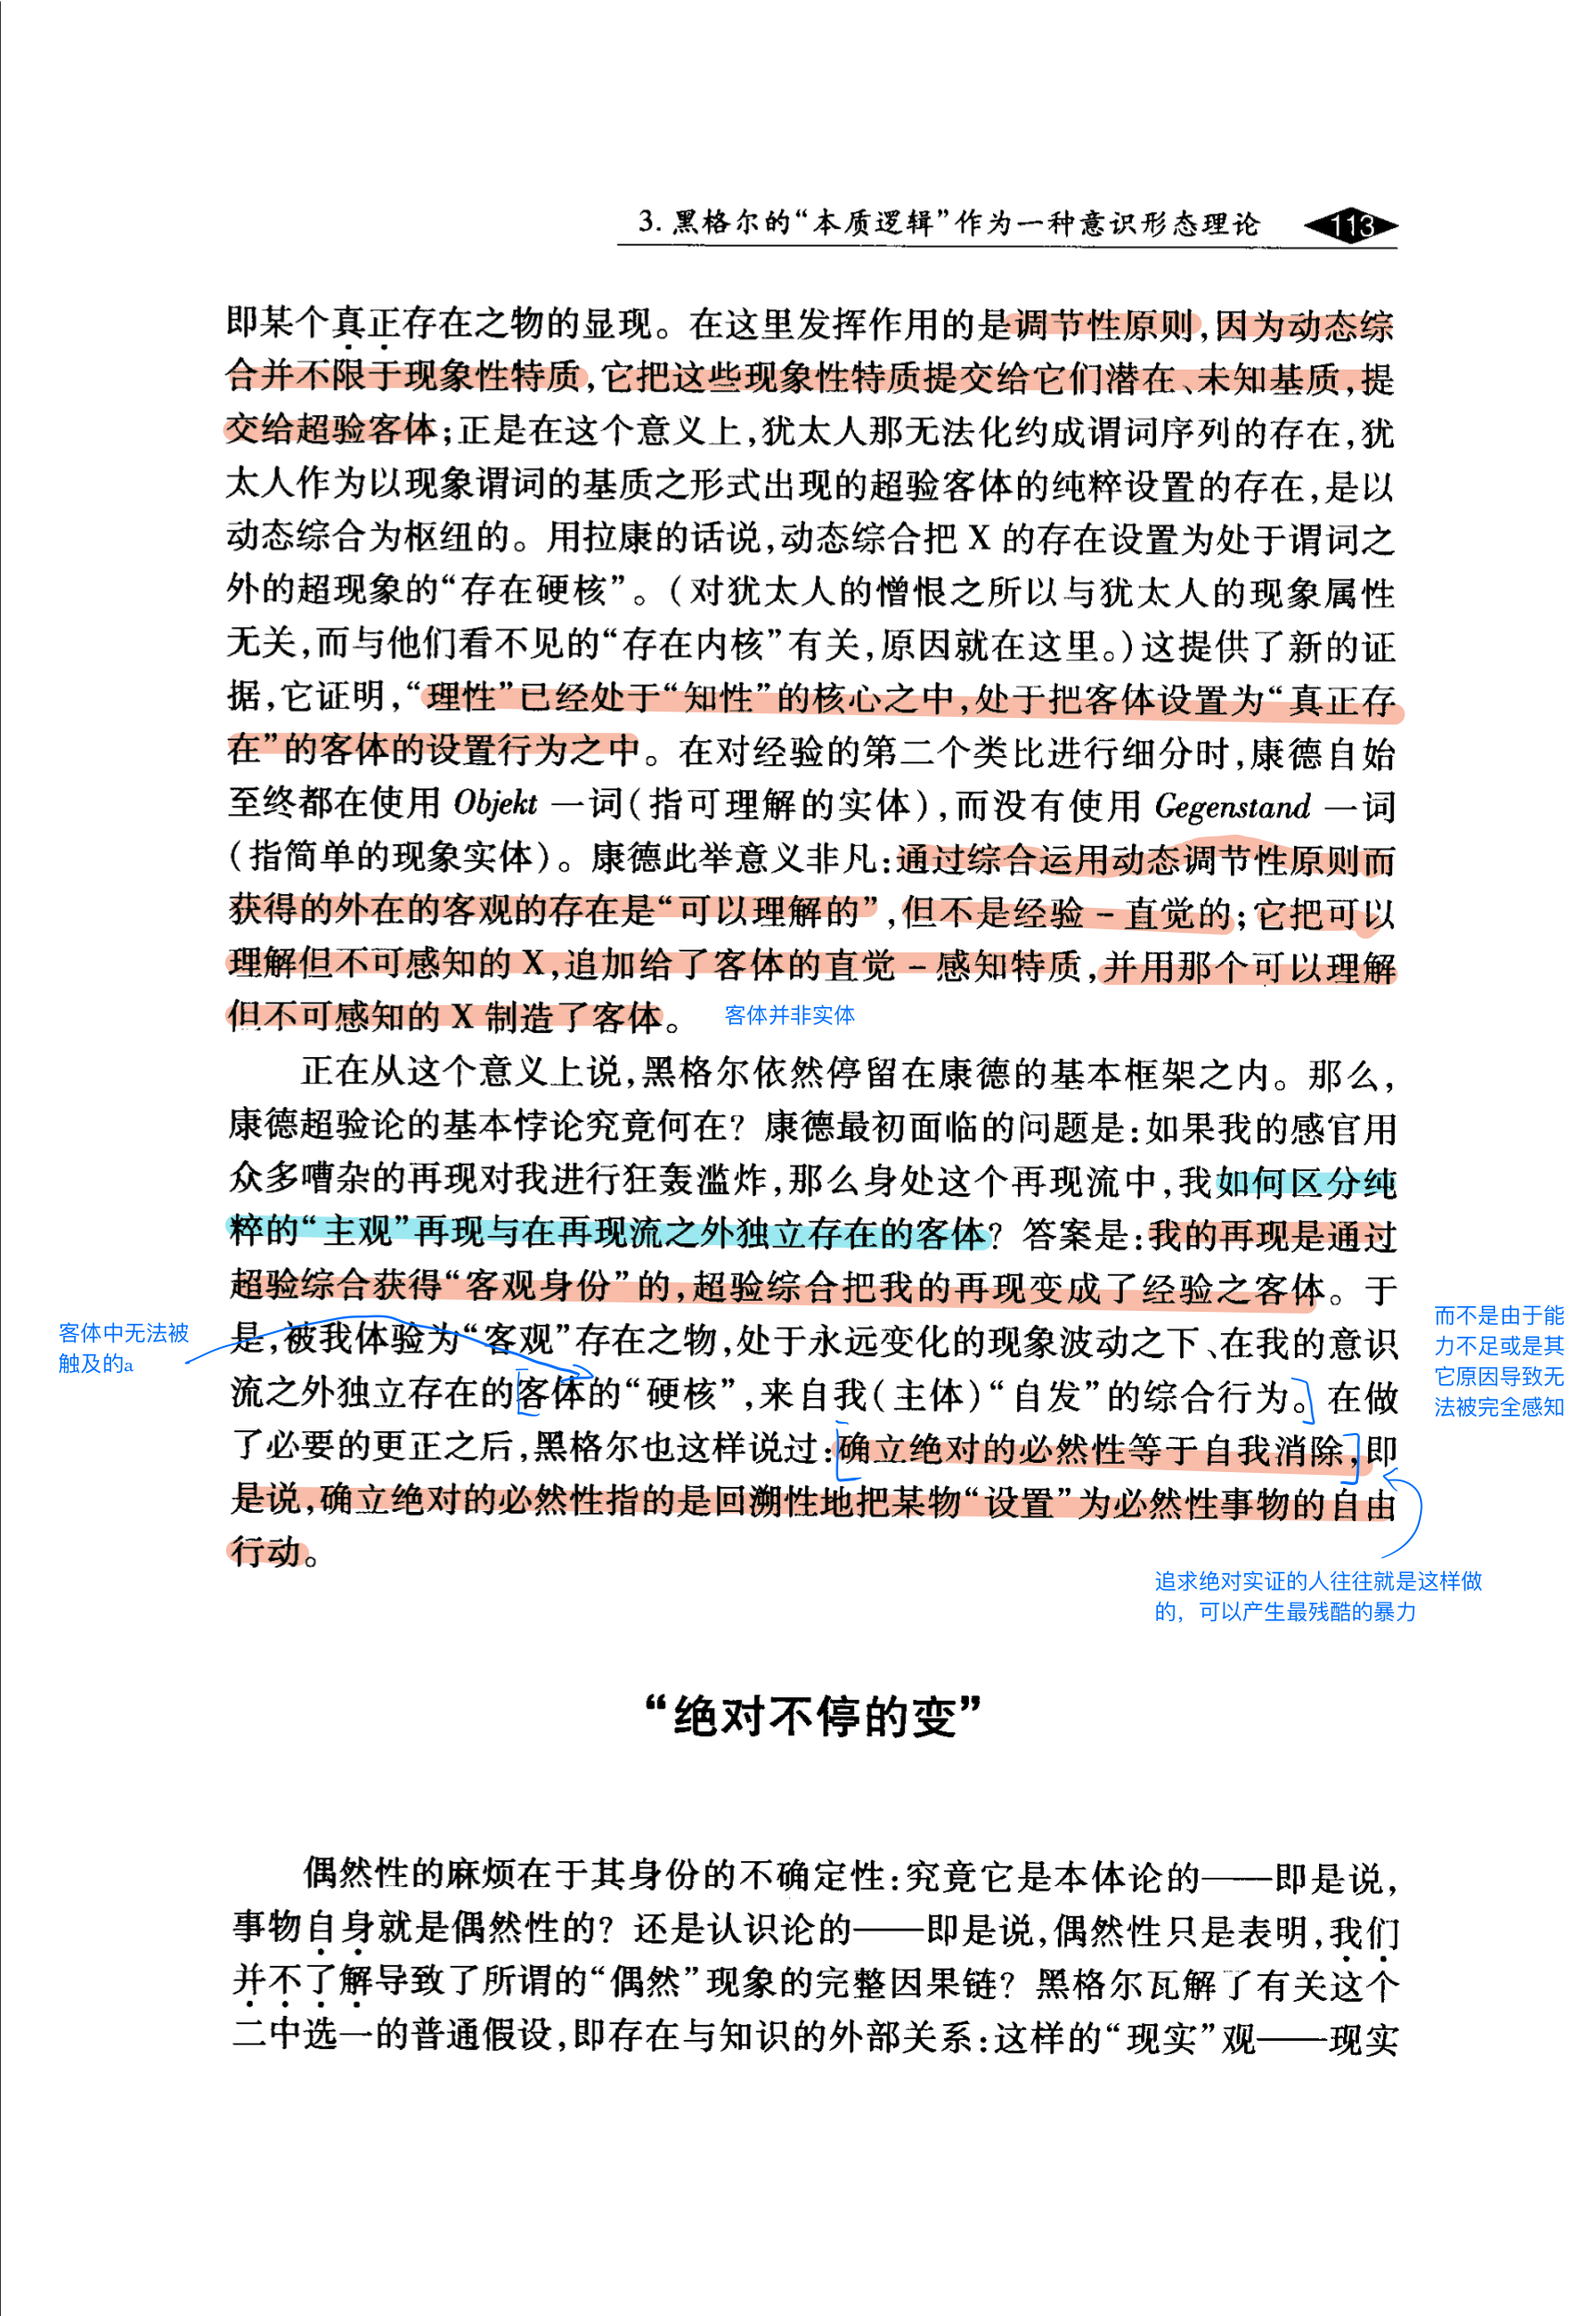 3. 黑格尔的“本质逻辑”作为一种意识形态理论 113
即某个真正存在之物的显现。在这里发挥作用的是调节性原则,因为动态综
合并不限于现象性特质,它把这些现象性特质提交给它们潜在、未知基质,提
交给超验客体;正是在这个意义上,犹太人那无法化约成谓词序列的存在,犹
太人作为以现象谓词的基质之形式出现的超验客体的纯粹设置的存在,是以
动态综合为枢纽的。用拉康的话说,动态综合把 X 的存在设置为处于谓词之
外的超现象的“存在硬核”。(对犹太人的憎恨之所以与犹太人的现象属性
无关,而与他们看不见的“存在内核”有关,原因就在这里。)这提供了新的证
据,它证明,“理性”已经处于“知性”的核心之中,处于把客体设置为“真正存
在”的客体的设置行为之中。在对经验的第二个类比进行细分时,康德自始
至终都在使用 Objekt 一词(指可理解的实体),而没有使用 Gegenstand 一词
(指简单的现象实体)。康德此举意义非凡:通过综合运用动态调节性原则而
获得的外在的客观的存在是“可以理解的”,但不是经验－直觉的;它把可以
理解但不可感知的 X,追加给了客体的直觉－感知特质,并用那个可以理解
但不可感知的 X 制造了客体。 客体并非实体
正在从这个意义上说,黑格尔依然停留在康德的基本框架之内。那么,
康德超验论的基本悖论究竟何在? 康德最初面临的问题是:如果我的感官用
众多嘈杂的再现对我进行狂轰滥炸,那么身处这个再现流中,我如何区分纯
粹的“主观”再现与在再现流之外独立存在的客体? 答案是:我的再现是通过
超验综合获得“客观身份”的,超验综合把我的再现变成了经验之客体。于
是,被我体验为“客观”存在之物,处于永远变化的现象波动之下、在我的意识
流之外独立存在的客体的“硬核”,来自我(主体)“自发”的综合行为。在做
了必要的更正之后,黑格尔也这样说过:确立绝对的必然性等于自我消除,即
是说,确立绝对的必然性指的是回溯性地把某物“设置”为必然性事物的自由
行动。
客体中无法被
触及的a
而不是由于能
力不足或是其
它原因导致无
法被完全感知
追求绝对实证的人往往就是这样做
的，可以产生最残酷的暴力
“绝对不停的变”
偶然性的麻烦在于其身份的不确定性:究竟它是本体论的——即是说,
事物自身就是偶然性的? 还是认识论的——即是说,偶然性只是表明,我们
并不了解导致了所谓的“偶然”现象的完整因果链? 黑格尔瓦解了有关这个
二中选一的普通假设,即存在与知识的外部关系:这样的“现实”观——现实